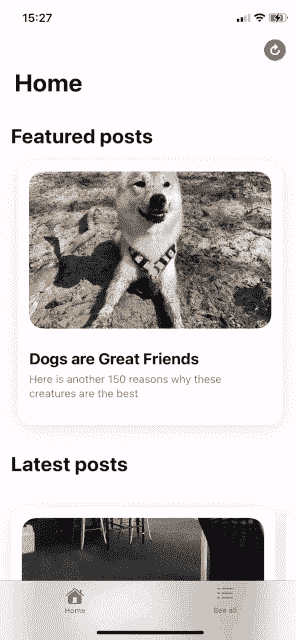 15:27
Home
Featured posts
Dogs are Great Friends
Here is another 150 reasons why these
creatures are the best
Latest posts
Home
See all